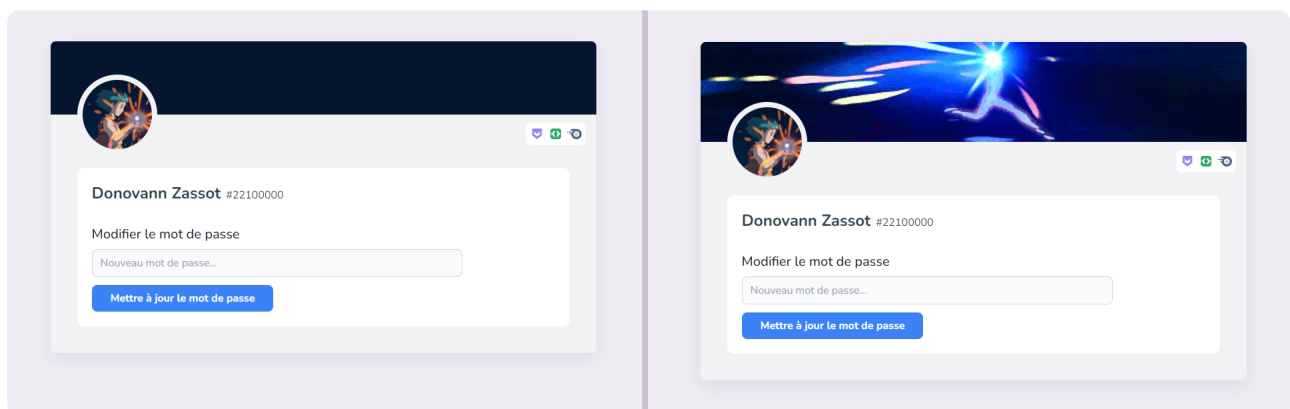 Donovann Zassot #22100000
Modifier le mot de passe
Nouveau mot de passe...
Mettre à jour le mot de passe
Donovann Zassot #22100000
Modifier le mot de passe
Nouveau mot de passe...
Mettre à jour le mot de passe